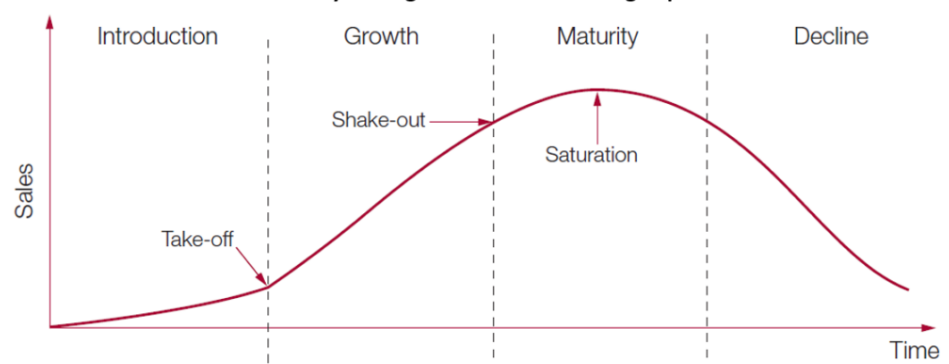 Introduction
Growth
Maturity
Decline
Shake-out
Saturation
Sales
Take-off
Time